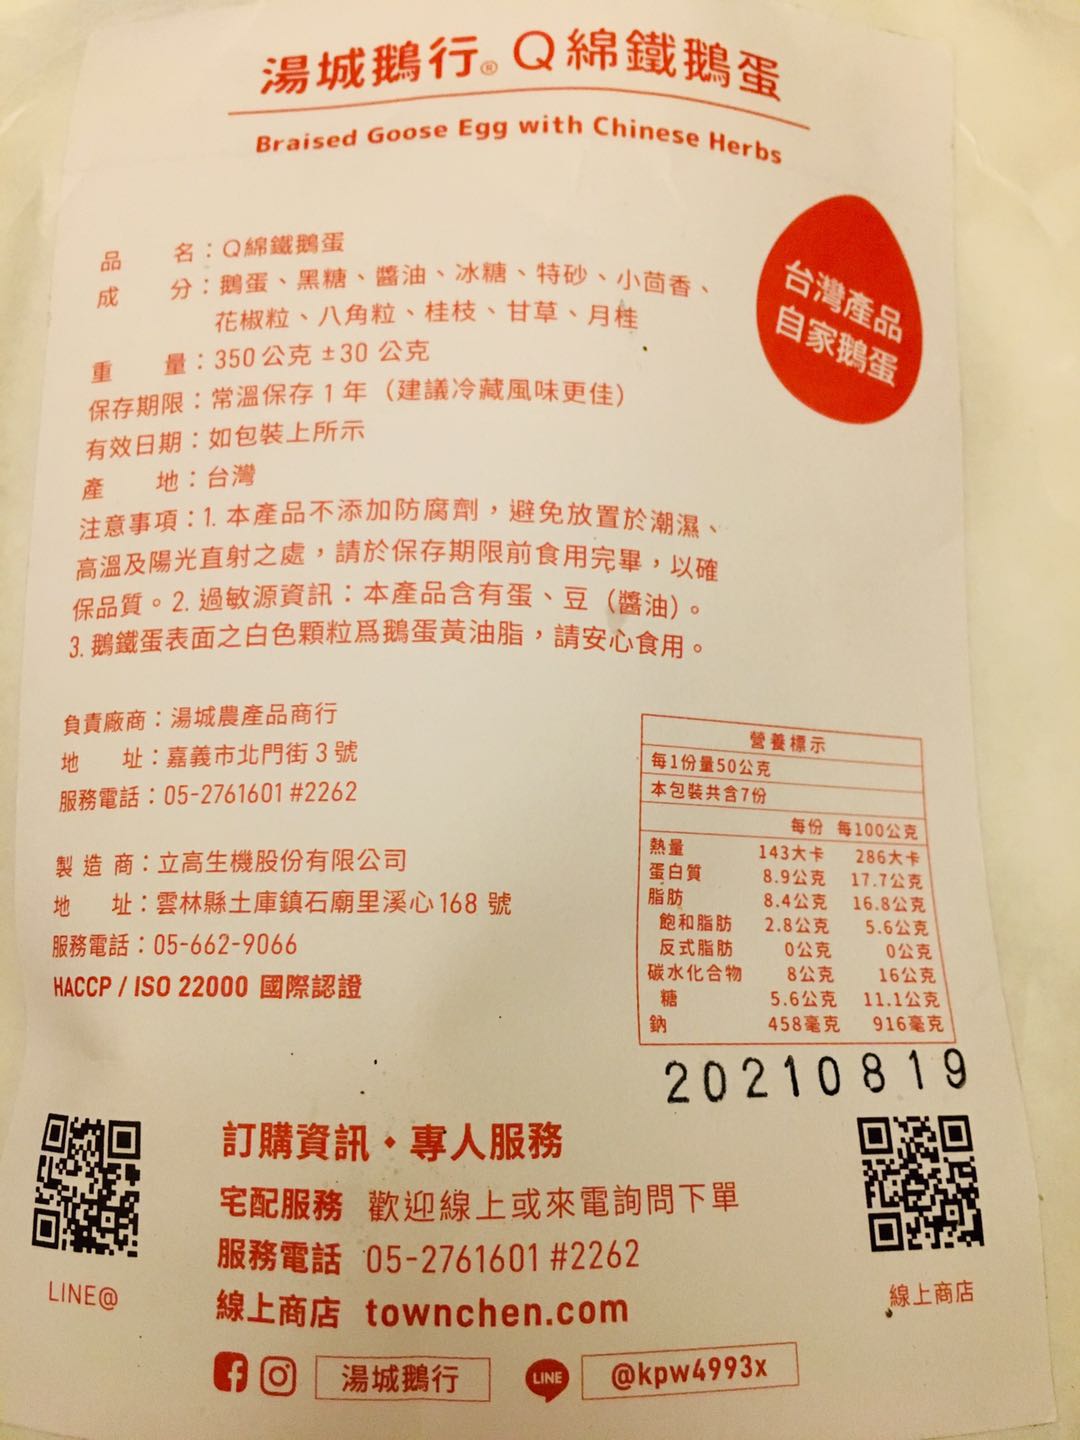 湯城鵝行® Q綿鐵鵝蛋
Braised Goose Egg with Chinese Herbs
台灣產品
自家鵝蛋
品名：Q綿鐵鵝蛋
成分：鵝蛋、黑糖、醬油、冰糖、特砂、小茴香、
花椒粒、八角粒、桂枝、甘草、月桂
重量：350公克±30 公克
保存期限：常溫保存 1 年（建議冷藏風味更佳）
有效日期：如包裝上所示
產地：台灣
注意事項：1. 本產品不添加防腐劑，避免放置於潮濕、
高溫及陽光直射之處，請於保存期限前食用完畢，以確
保品質。2. 過敏源資訊：本產品含有蛋、豆（醬油）。
3. 鵝鐵蛋表面之白色顆粒爲鵝蛋黃油脂，請安心食用。
負責廠商：湯城農產品商行
地址：嘉義市北門街 3 號
服務電話：05-2761601 #2262
製造商：立高生機股份有限公司
地址：雲林縣土庫鎮石廟里溪心 168 號
服務電話：05-662-9066
HACCP / ISO 22000 國際認證
營養標示
每1份量50公克
本包裝共含7份
每份 每100公克
熱量 143大卡 286大卡
蛋白質 8.9公克 17.7公克
脂肪 8.4公克 16.8公克
飽和脂肪 2.8公克 5.6公克
反式脂肪 0公克 0公克
碳水化合物 8公克 16公克
糖 5.6公克 11.1公克
鈉 458毫克 916毫克
20210819
訂購資訊・專人服務
宅配服務 歡迎線上或來電詢問下單
服務電話 05-2761601 #2262
線上商店 townchen.com
LINE@
線上商店
湯城鵝行
LINE
@kpw4993x